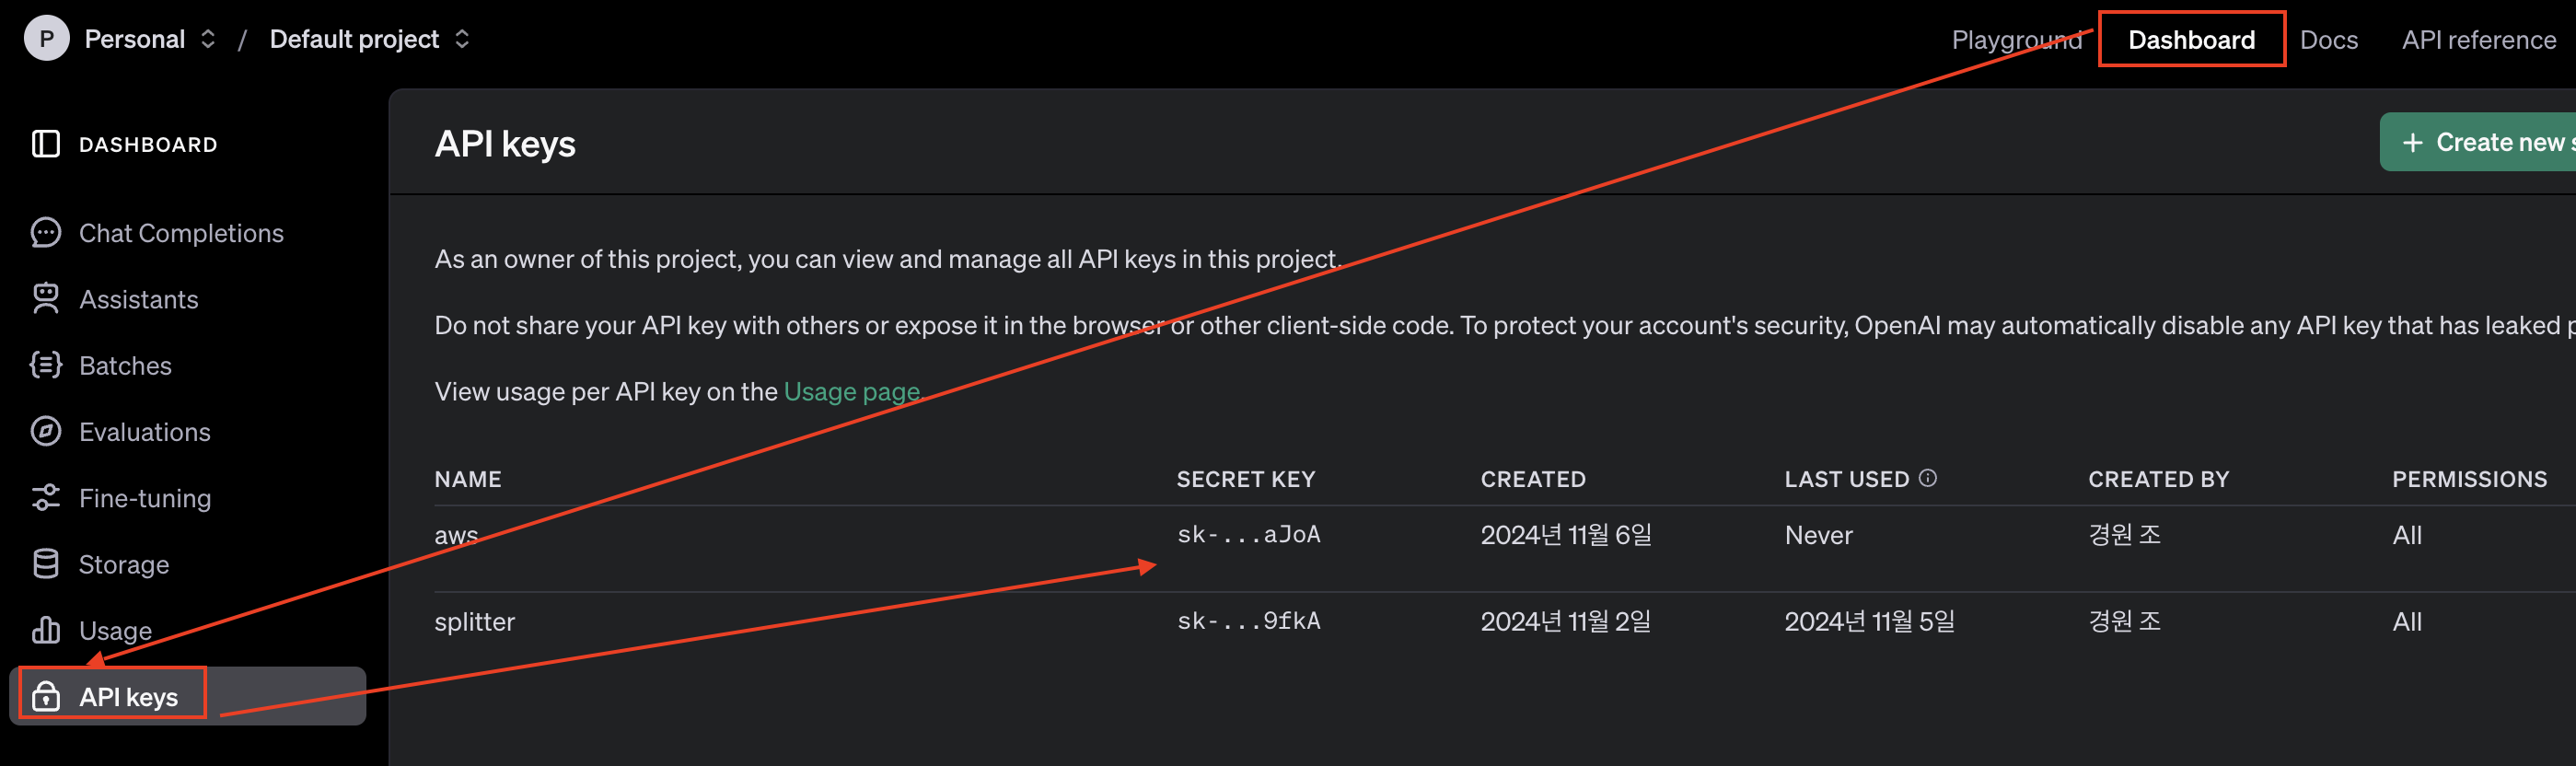 P Personal / Default project
Playground Dashboard Docs API reference
DASHBOARD
Chat Completions
Assistants
Batches
Evaluations
Fine-tuning
Storage
Usage
API keys
API keys
+ Create new
As an owner of this project, you can view and manage all API keys in this project.
Do not share your API key with others or expose it in the browser or other client-side code. To protect your account's security, OpenAI may automatically disable any API key that has leaked
View usage per API key on the Usage page.
NAME SECRET KEY CREATED LAST USED CREATED BY PERMISSIONS
aws sk-...aJoA 2024년 11월 6일 Never 경원 조 All
splitter sk-...9fkA 2024년 11월 2일 2024년 11월 5일 경원 조 All